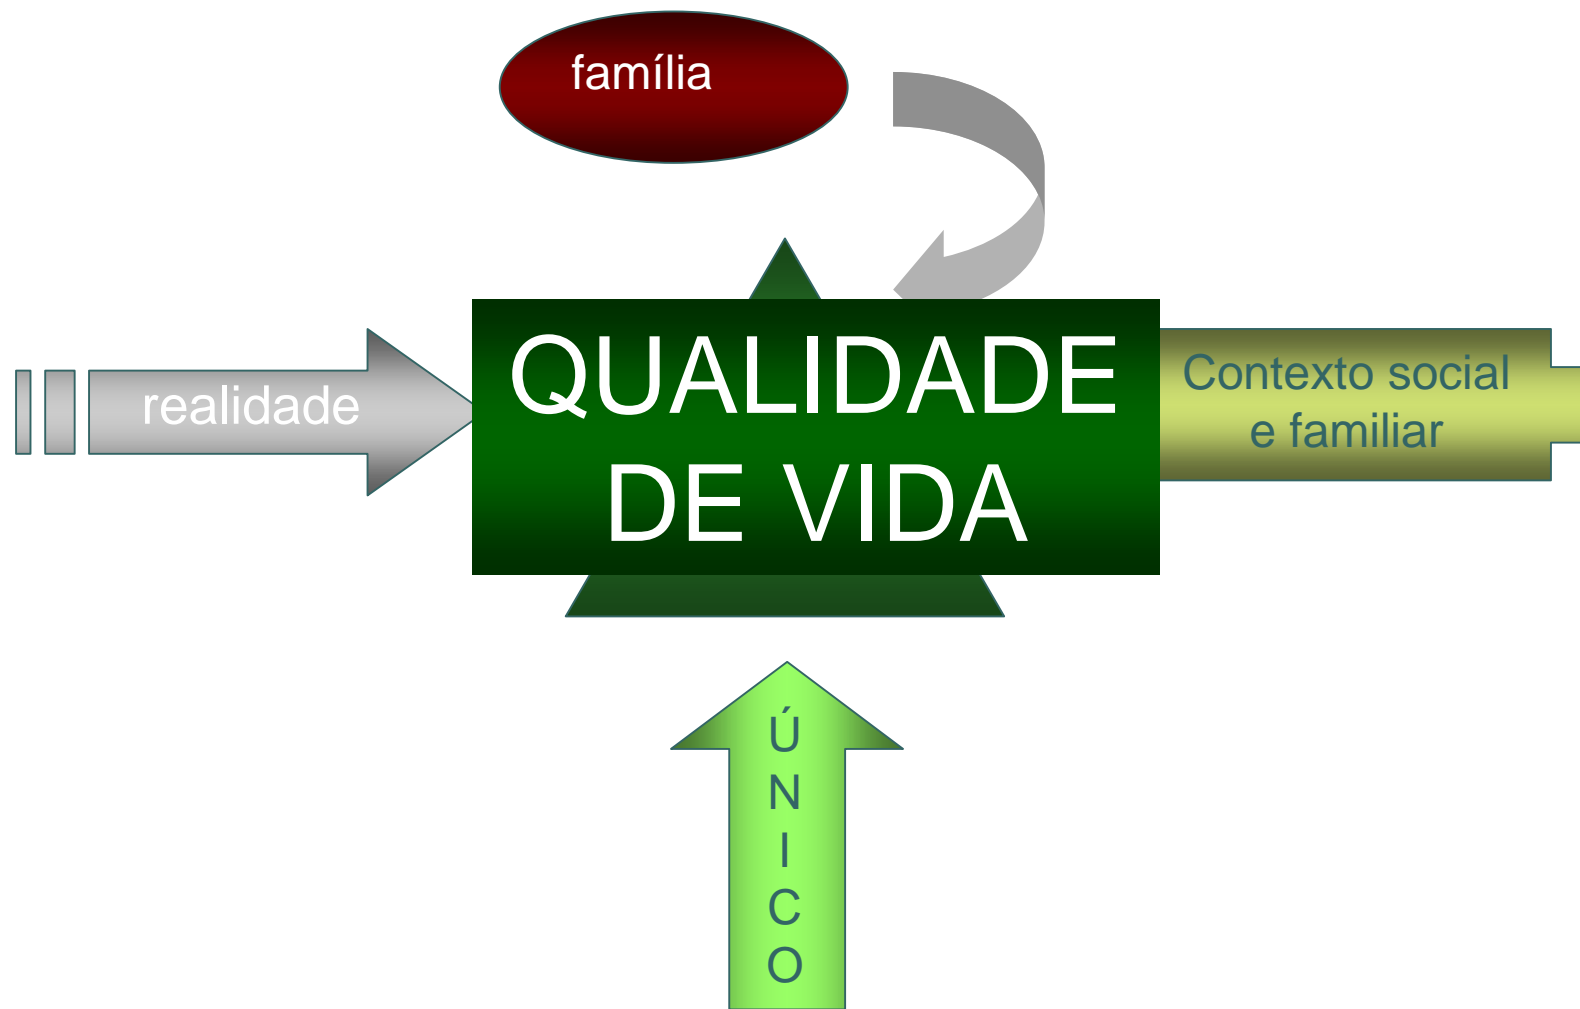 família
realidade
QUALIDADE
DE VIDA
Contexto social
e familiar
Ú
N
I
C
O